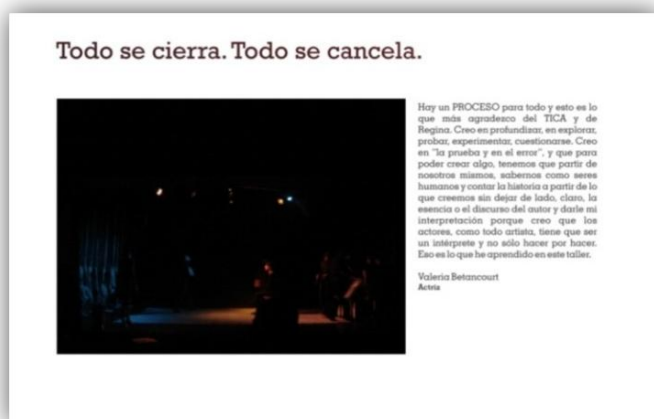 Todo se cierra. Todo se cancela.
Hay un PROCESO para todo y esto es lo
que más agradezco del TICA y de
Regina. Creo en profundizar, en explorar,
probar, experimentar, cuestionarse. Creo
en "la prueba y en el error", y que para
poder crear algo, tenemos que partir de
nosotros mismos, sabernos como seres
humanos y contar la historia a partir de lo
que creemos sin dejar de lado, claro, la
esencia o el discurso del autor y darle mi
interpretación porque creo que los
actores, como todo artista, tiene que ser
un intérprete y no sólo hacer por hacer.
Eso es lo que he aprendido en este taller.
Valeria Betancourt
Actriz